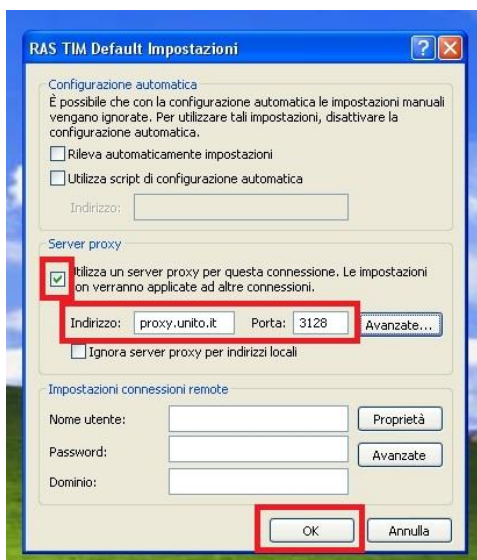 RAS TIM Default Impostazioni
Configurazione automatica
È possibile che con la configurazione automatica le impostazioni manuali
vengano ignorate. Per utilizzare tali impostazioni, disattivare la
configurazione automatica.
Rileva automaticamente impostazioni
Utilizza script di configurazione automatica
Indirizzo:
Server proxy
Utilizza un server proxy per questa connessione. Le impostazioni
non verranno applicate ad altre connessioni.
Indirizzo: proxy.unito.it Porta: 3128 Avanzate...
Ignora server proxy per indirizzi locali
Impostazioni connessioni remote
Nome utente: Proprietà
Password: Avanzate
Dominio:
OK Annulla